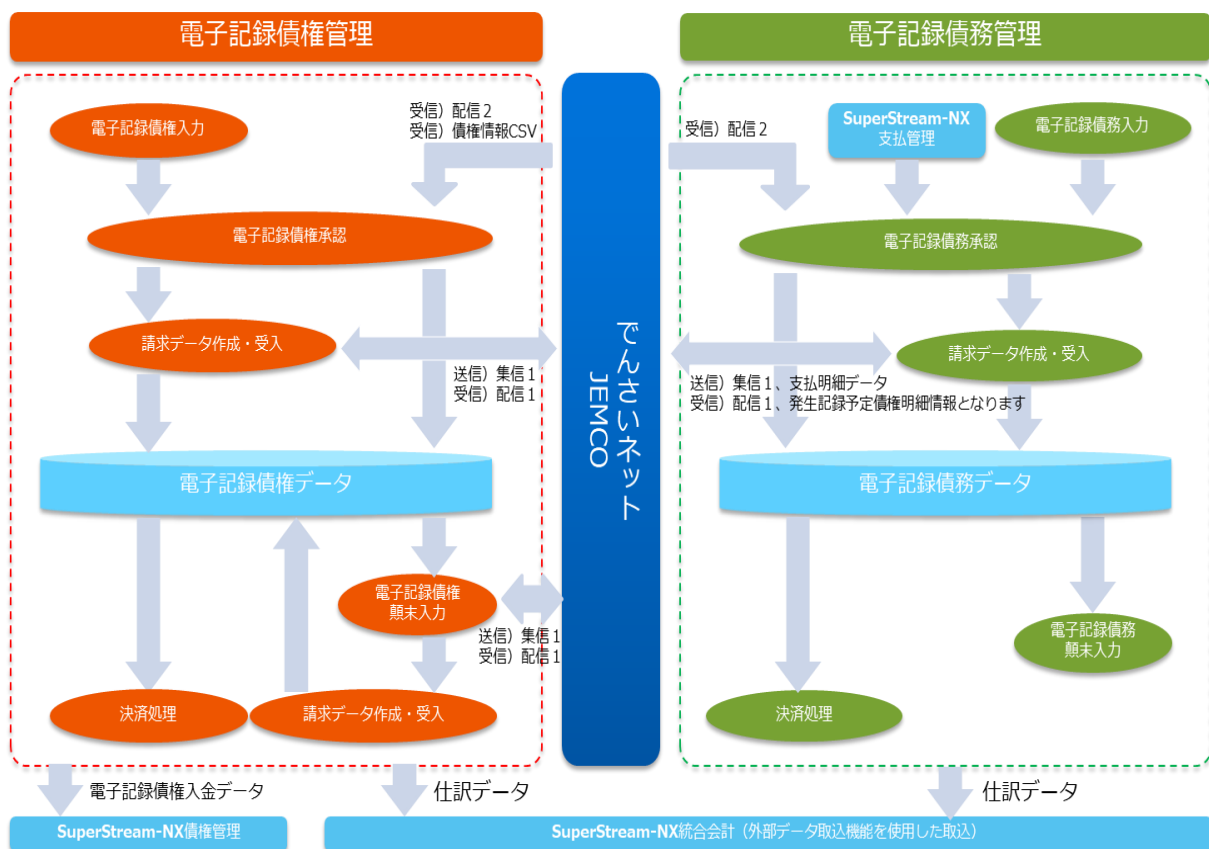 電子記録債権管理
電子記録債務管理
電子記録債権入力
受信）配信２
受信）債権情報CSV
電子記録債権承認
請求データ作成・受入
送信）集信１
受信）配信１
電子記録債権データ
電子記録債権
顛末入力
送信）集信１
受信）配信１
決済処理
請求データ作成・受入
でんさいネット
JEMCO
受信）配信２
SuperStream-NX
支払管理
電子記録債務入力
電子記録債務承認
請求データ作成・受入
送信）集信１、支払明細データ
受信）配信１、発生記録予定債権明細情報となります
電子記録債務データ
電子記録債務
顛末入力
決済処理
電子記録債権入金データ
仕訳データ
仕訳データ
SuperStream-NX債権管理
SuperStream-NX統合会計（外部データ取込機能を使用した取込）